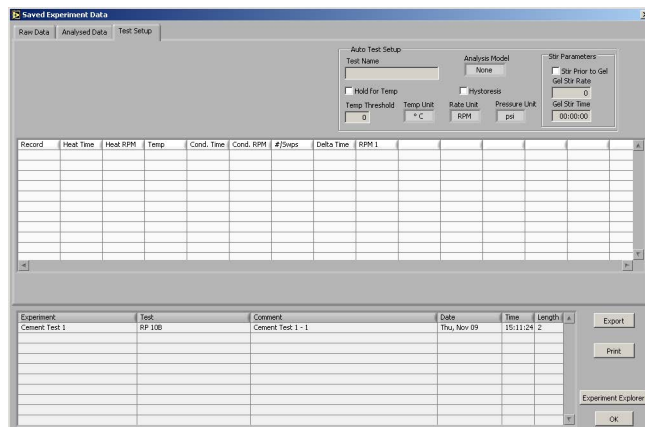 Saved Experiment Data
Raw Data Analysed Data Test Setup
Auto Test Setup
Test Name
Analysis Model
None
Hold for Temp
Hystoresis
Temp Threshold Temp Unit Rate Unit Pressure Unit
0 ° C RPM psi
Stir Parameters
Stir Prior to Gel
Gel Stir Rate
0
Gel Stir Time
00:00:00
Record Heat Time Heat RPM Temp Cond. Time Cond. RPM #/Swps Delta Time RPM 1
Experiment Test Comment Date Time Length
Cement Test 1 RP 10B Cement Test 1 - 1 Thu, Nov 09 15:11:24 2
Export
Print
Experiment Explorer
OK